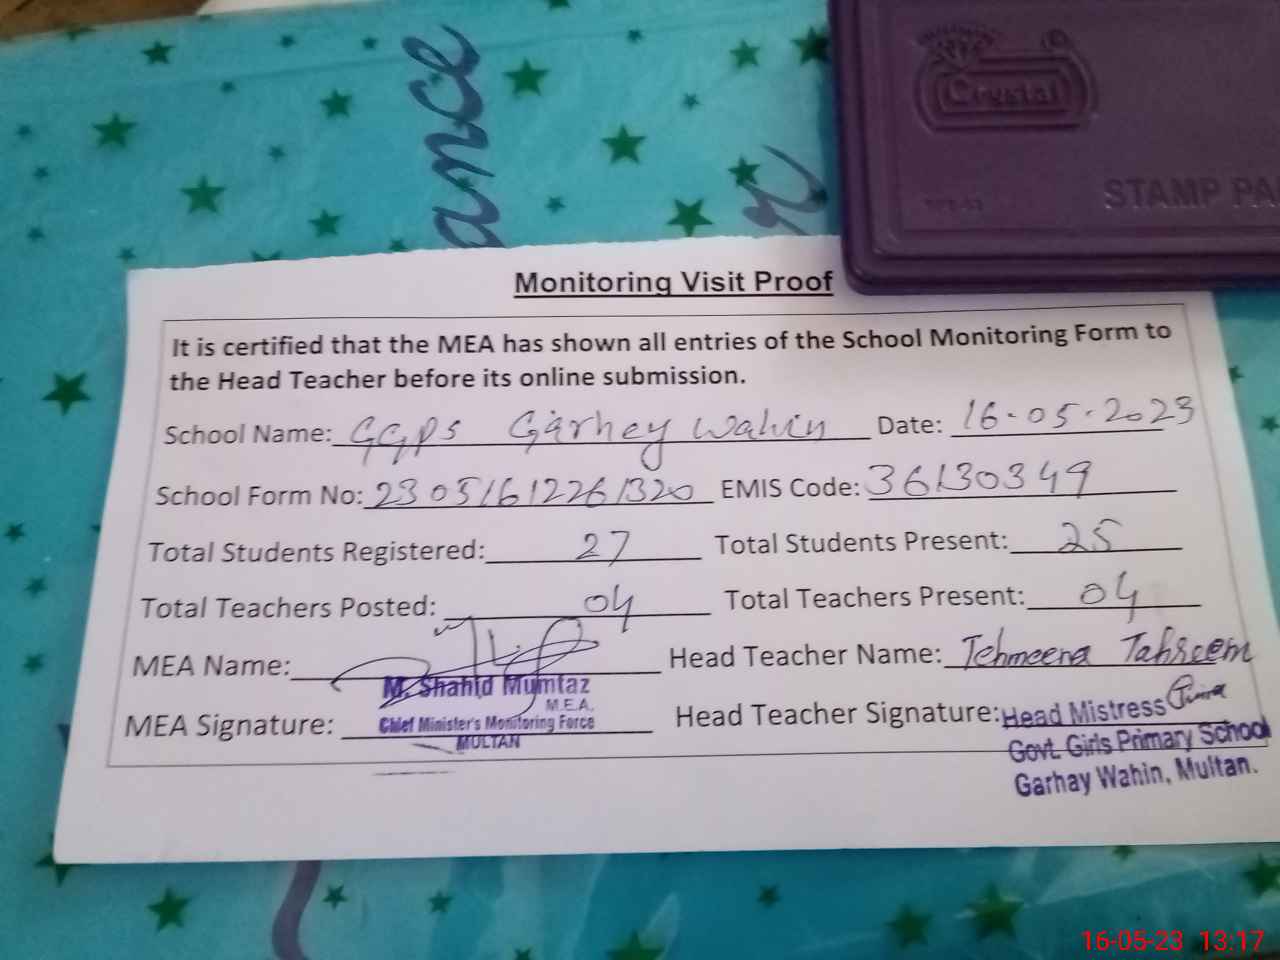 ance
Crystal
STAMP PA
Monitoring Visit Proof
It is certified that the MEA has shown all entries of the School Monitoring Form to
the Head Teacher before its online submission.
School Name: GGPS Garhey Wahin Date: 16-05-2023
School Form No: 23051612261320 EMIS Code: 36130349
Total Students Registered: 27 Total Students Present: 25
Total Teachers Posted: 04 Total Teachers Present: 04
MEA Name: Head Teacher Name: Tehmeena Tahseem
M. Shahid Mumtaz
M.E.A.
MEA Signature: Chief Minister's Monitoring Force Head Teacher Signature: Head Mistress
MULTAN
Govt. Girls Primary School
Garhay Wahin, Multan.
16-05-23 13:17